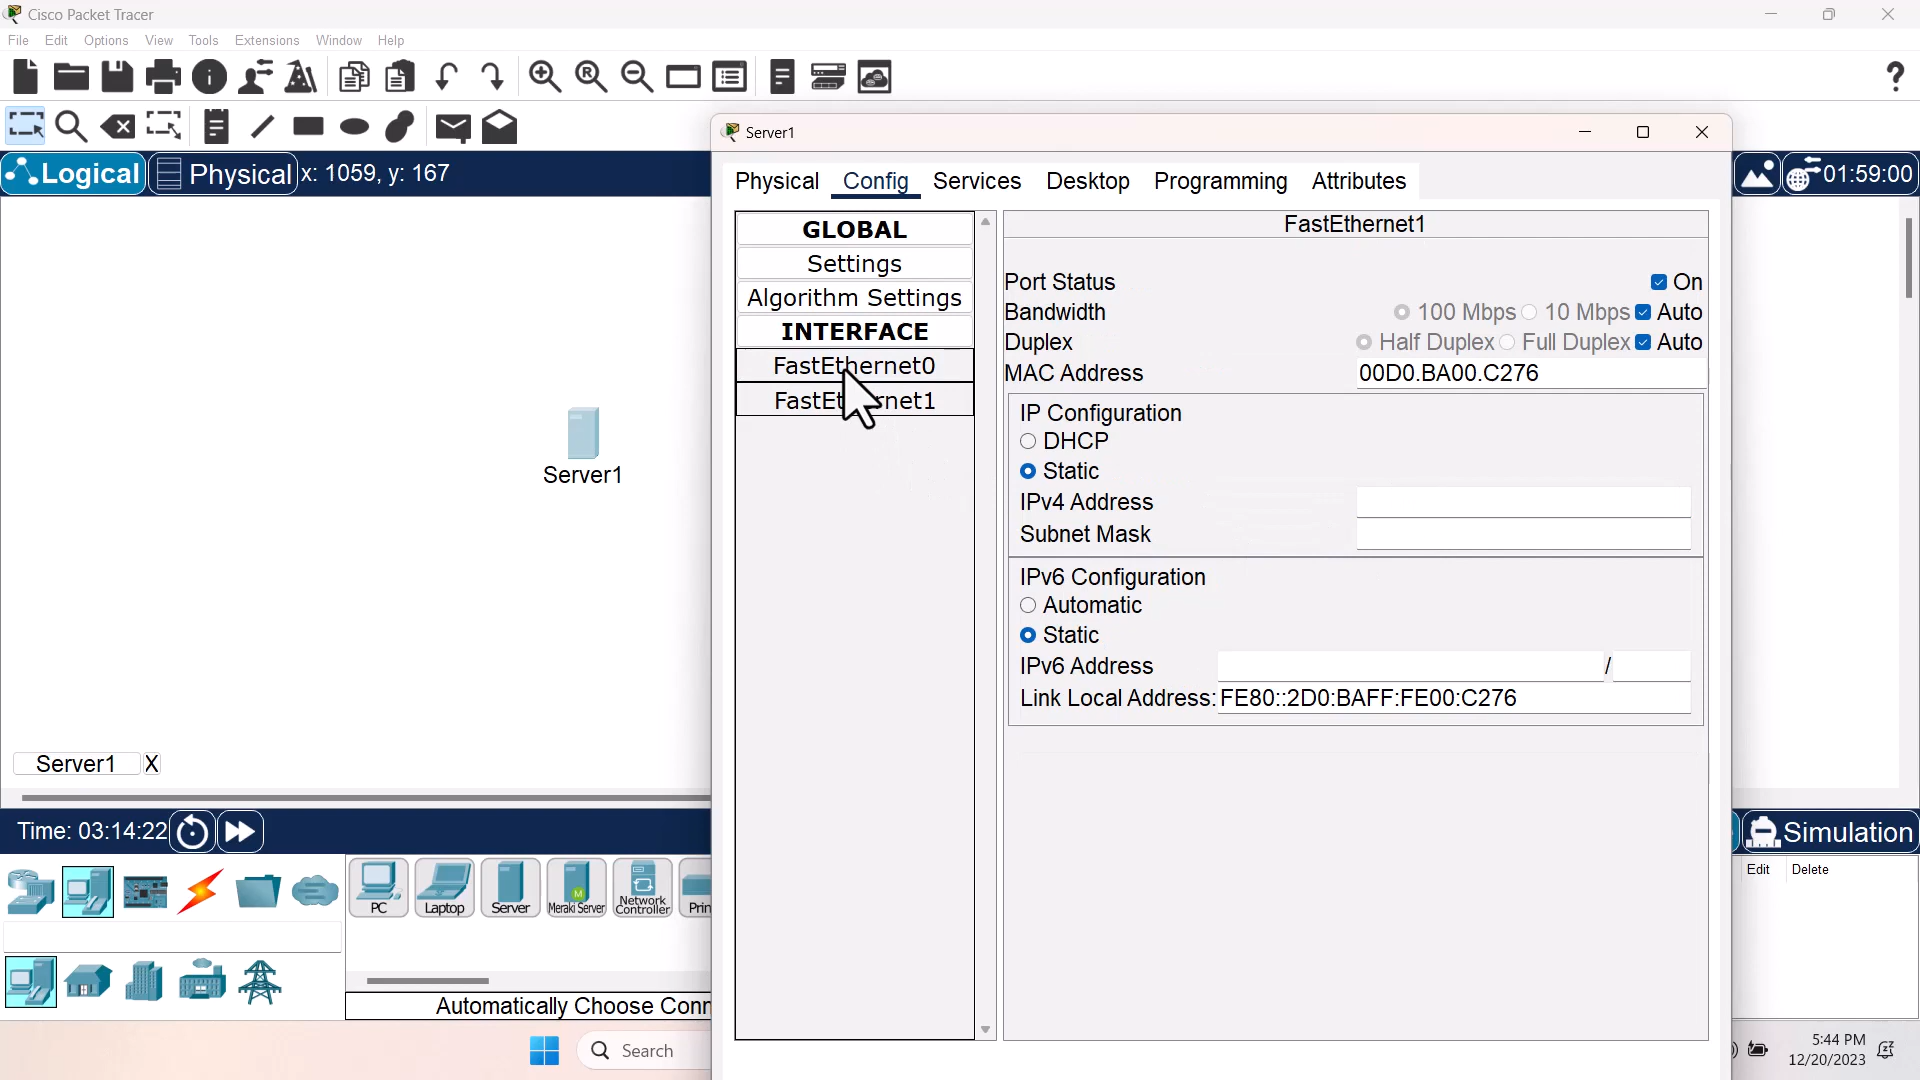 Cisco Packet Tracer
File Edit Options View Tools Extensions Window Help
Logical Physical x: 1059, y: 167
01:59:00
Server1
Physical Config Services Desktop Programming Attributes
GLOBAL
Settings
Algorithm Settings
INTERFACE
FastEthernet0
FastEthernet1
FastEthernet1
Port Status On
Bandwidth 100 Mbps 10 Mbps Auto
Duplex Half Duplex Full Duplex Auto
MAC Address 00D0.BA00.C276
IP Configuration
DHCP
Static
IPv4 Address
Subnet Mask
IPv6 Configuration
Automatic
Static
IPv6 Address /
Link Local Address: FE80::2D0:BAFF:FE00:C276
Server1
Server1 X
Time: 03:14:22
Simulation
Edit Delete
PC Laptop Server Meraki Server Network Controller Prin
Automatically Choose Conn
Search
5:44 PM
12/20/2023